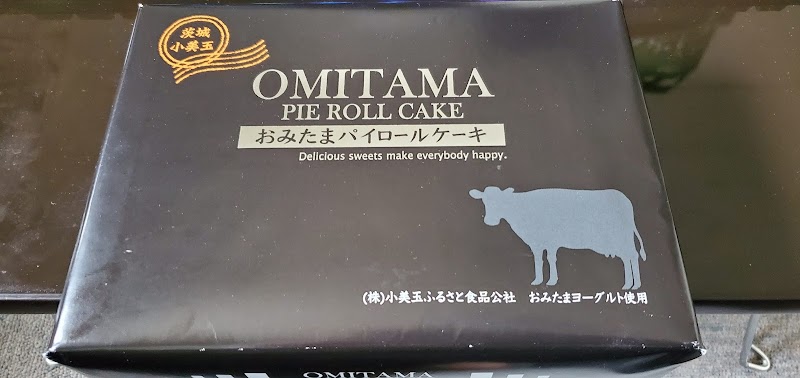 茨城
小美玉
OMITAMA
PIE ROLL CAKE
おみたまパイロールケーキ
Delicious sweets make everybody happy.
(株)小美玉ふるさと食品公社 おみたまヨーグルト使用
OMITAMA